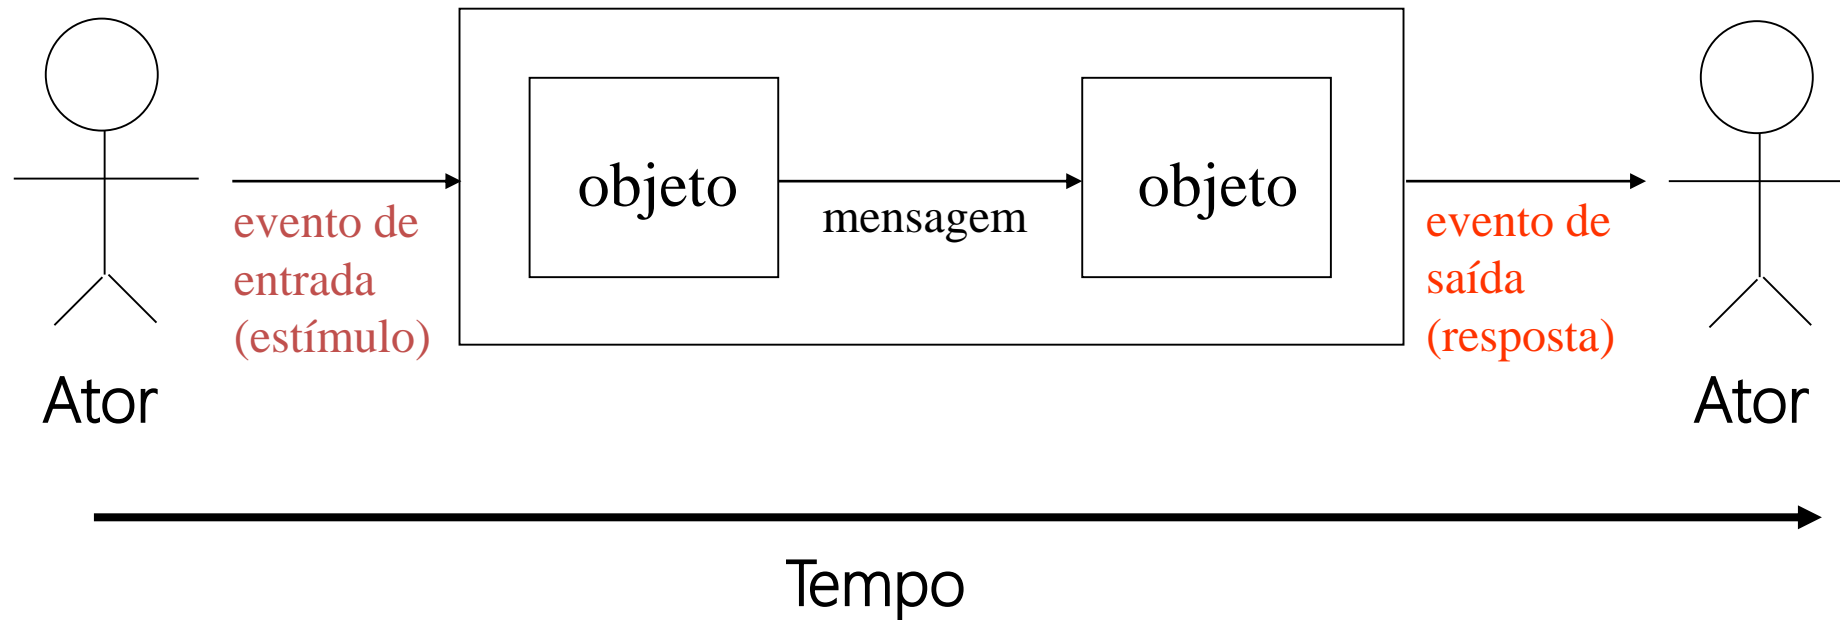 objeto
mensagem
objeto
evento de
entrada
(estímulo)
evento de
saída
(resposta)
Ator
Ator
Tempo